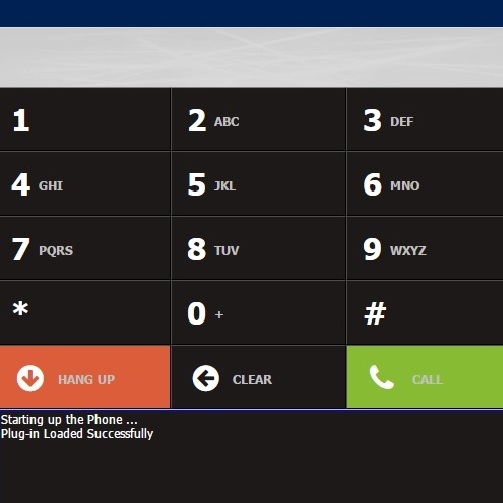 1 2 ABC 3 DEF
4 GHI 5 JKL 6 MNO
7 PQRS 8 TUV 9 WXYZ
* 0 + #
HANG UP CLEAR CALL
Starting up the Phone ...
Plug-in Loaded Successfully